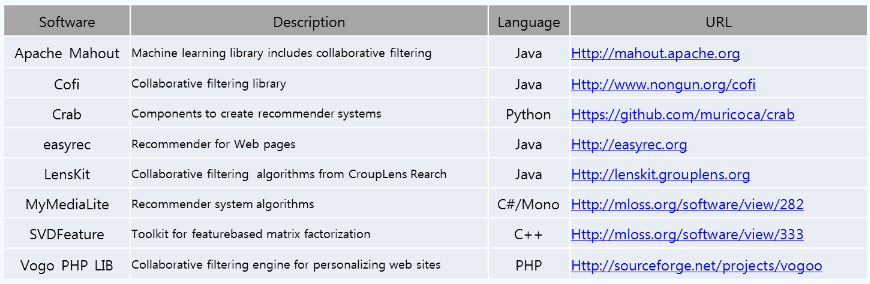 Software Description Language URL
Apache Mahout Machine learning library includes collaborative filtering Java Http://mahout.apache.org
Cofi Collaborative filtering library Java Http://www.nongun.org/cofi
Crab Components to create recommender systems Python Https://github.com/muricoca/crab
easyrec Recommender for Web pages Java Http://easyrec.org
LensKit Collaborative filtering algorithms from CroupLens Rearch Java Http://lenskit.grouplens.org
MyMediaLite Recommender system algorithms C#/Mono Http://mloss.org/software/view/282
SVDFeature Toolkit for featurebased matrix factorization C++ Http://mloss.org/software/view/333
Vogo PHP LIB Collaborative filtering engine for personalizing web sites PHP Http://sourceforge.net/projects/vogoo